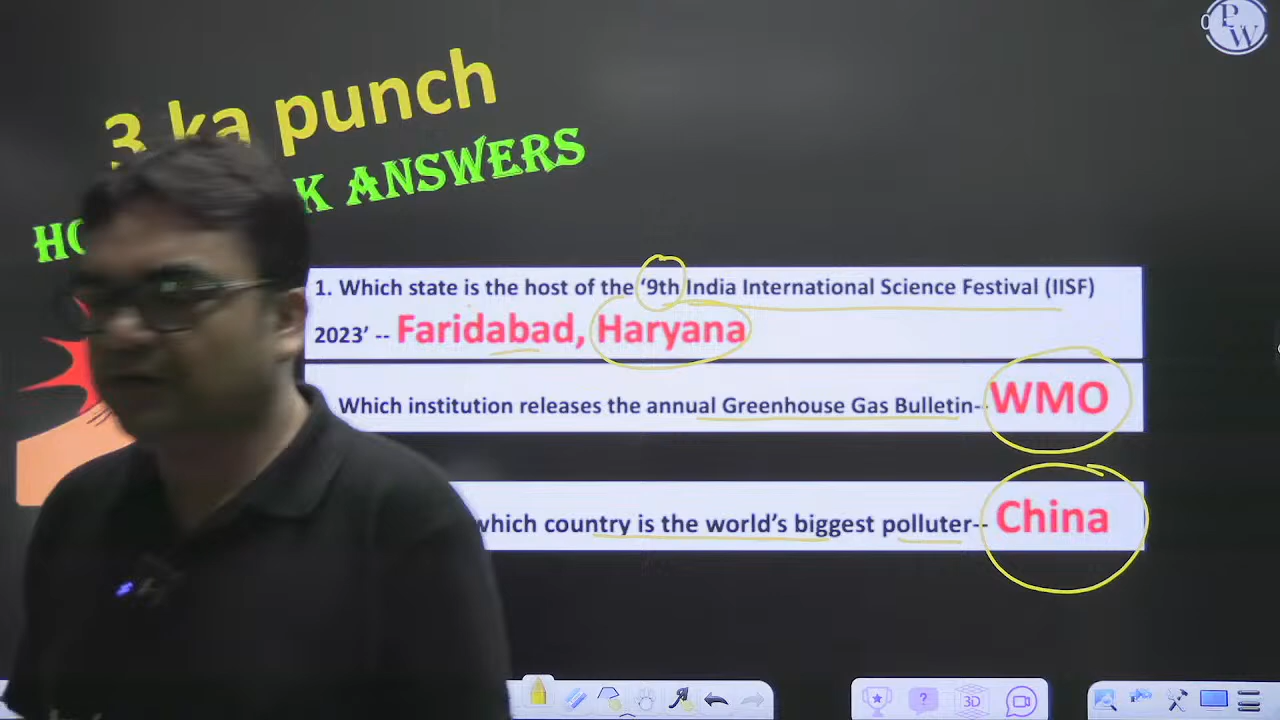 PW
3 ka punch
ANSWERS
1. Which state is the host of the ‘9th India International Science Festival (IISF)
2023’ -- Faridabad, Haryana
Which institution releases the annual Greenhouse Gas Bulletin-- WMO
which country is the world’s biggest polluter-- China
?
3D